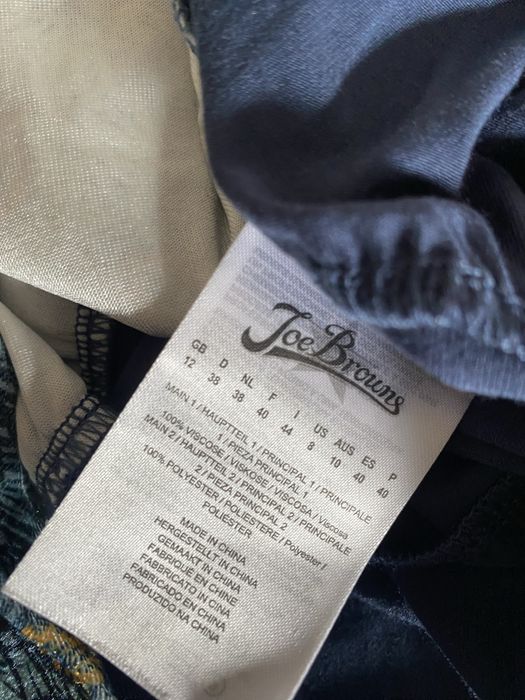 Joe Browns
GB D NL F I US AUS ES P
12 38 38 40 44 8 10 40 40
MAIN 1 / HAUPTTEIL 1 / PRINCIPAL 1 / PRINCIPALE
1 / PIEZA PRINCIPAL 1
100% VISCOSE / VISKOSE / VISCOSA / Viscosa
MAIN 2 / HAUPTTEIL 2 / PRINCIPAL 2 / PRINCIPALE
2 / PIEZA PRINCIPAL 2
100% POLYESTER / POLIESTERE / Polyester /
POLIESTER
MADE IN CHINA
HERGESTELLT IN CHINA
GEMAAKT IN CHINA
FABRIQUÉ EN CHINE
FABBRICATO IN CINA
FABRICADO EN CHINA
PRODUZIDO NA CHINA